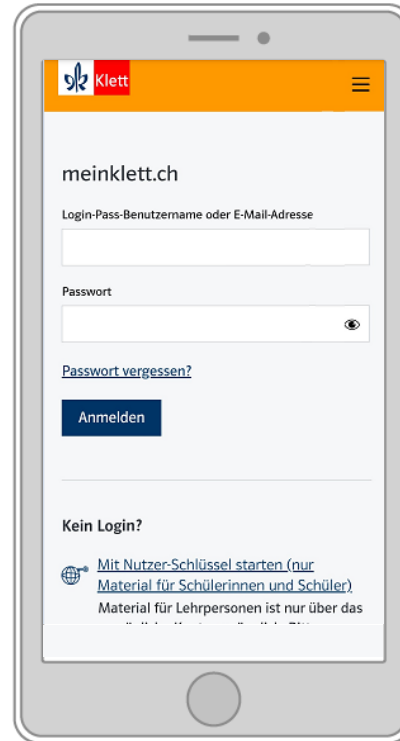 Klett
meinklett.ch
Login-Pass-Benutzername oder E-Mail-Adresse
Passwort
Passwort vergessen?
Anmelden
Kein Login?
Mit Nutzer-Schlüssel starten (nur
Material für Schülerinnen und Schüler)
Material für Lehrpersonen ist nur über das